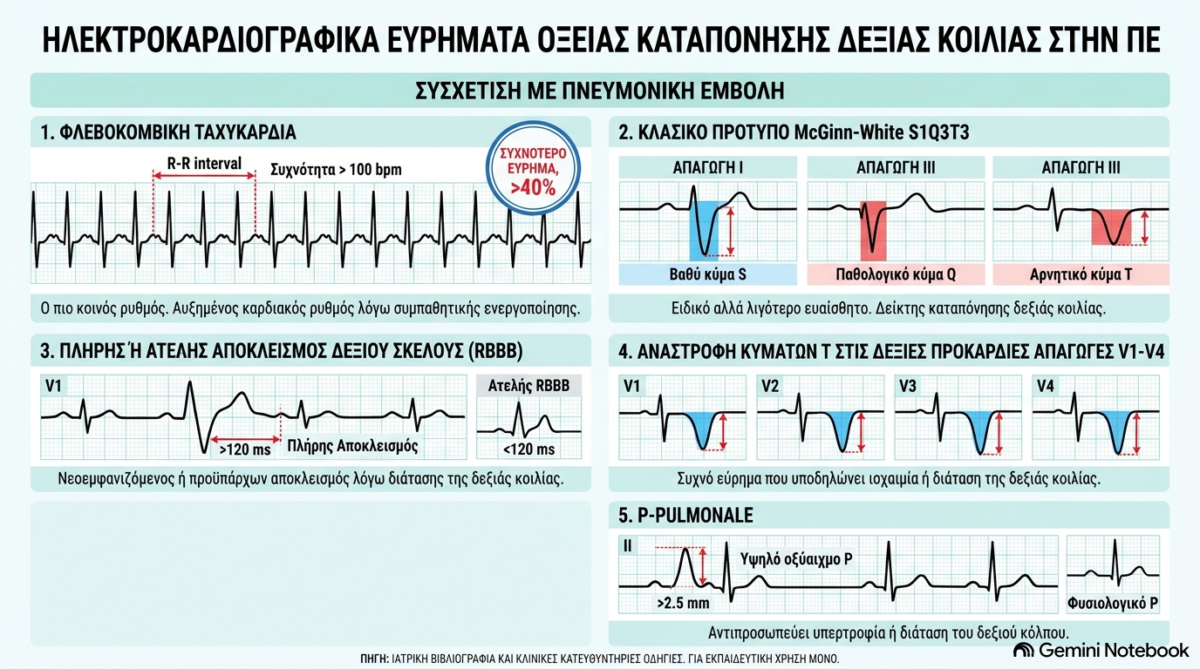 ΗΛΕΚΤΡΟΚΑΡΔΙΟΓΡΑΦΙΚΑ ΕΥΡΗΜΑΤΑ ΟΞΕΙΑΣ ΚΑΤΑΠΟΝΗΣΗΣ ΔΕΞΙΑΣ ΚΟΙΛΙΑΣ ΣΤΗΝ ΠΕ
ΣΥΣΧΕΤΙΣΗ ΜΕ ΠΝΕΥΜΟΝΙΚΗ ΕΜΒΟΛΗ
1. ΦΛΕΒΟΚΟΜΒΙΚΗ ΤΑΧΥΚΑΡΔΙΑ
R-R interval
Συχνότητα > 100 bpm
ΣΥΧΝΟΤΕΡΟ
ΕΥΡΗΜΑ,
>40%
Ο πιο κοινός ρυθμός. Αυξημένος καρδιακός ρυθμός λόγω συμπαθητικής ενεργοποίησης.
2. ΚΛΑΣΙΚΟ ΠΡΟΤΥΠΟ McGinn-White S1Q3T3
ΑΠΑΓΩΓΗ Ι
Βαθύ κύμα S
ΑΠΑΓΩΓΗ ΙΙΙ
Παθολογικό κύμα Q
ΑΠΑΓΩΓΗ ΙΙΙ
Αρνητικό κύμα Τ
Ειδικό αλλά λιγότερο ευαίσθητο. Δείκτης καταπόνησης δεξιάς κοιλίας.
3. ΠΛΗΡΗΣ Ή ΑΤΕΛΗΣ ΑΠΟΚΛΕΙΣΜΟΣ ΔΕΞΙΟΥ ΣΚΕΛΟΥΣ (RBBB)
V1
>120 ms
Πλήρης Αποκλεισμός
Ατελής RBBB
<120 ms
Νεοεμφανιζόμενος ή προϋπάρχων αποκλεισμός λόγω διάτασης της δεξιάς κοιλίας.
4. ΑΝΑΣΤΡΟΦΗ ΚΥΜΑΤΩΝ Τ ΣΤΙΣ ΔΕΞΙΕΣ ΠΡΟΚΑΡΔΙΕΣ ΑΠΑΓΩΓΕΣ V1-V4
V1
V2
V3
V4
Συχνό εύρημα που υποδηλώνει ισχαιμία ή διάταση της δεξιάς κοιλίας.
5. P-PULMONALE
II
>2.5 mm
Υψηλό οξύαιχμο P
Φυσιολογικό P
Αντιπροσωπεύει υπερτροφία ή διάταση του δεξιού κόλπου.
ΠΗΓΗ: ΙΑΤΡΙΚΗ ΒΙΒΛΙΟΓΡΑΦΙΑ ΚΑΙ ΚΛΙΝΙΚΕΣ ΚΑΤΕΥΘΥΝΤΗΡΙΕΣ ΟΔΗΓΙΕΣ. ΓΙΑ ΕΚΠΑΙΔΕΥΤΙΚΗ ΧΡΗΣΗ ΜΟΝΟ.
Gemini Notebook